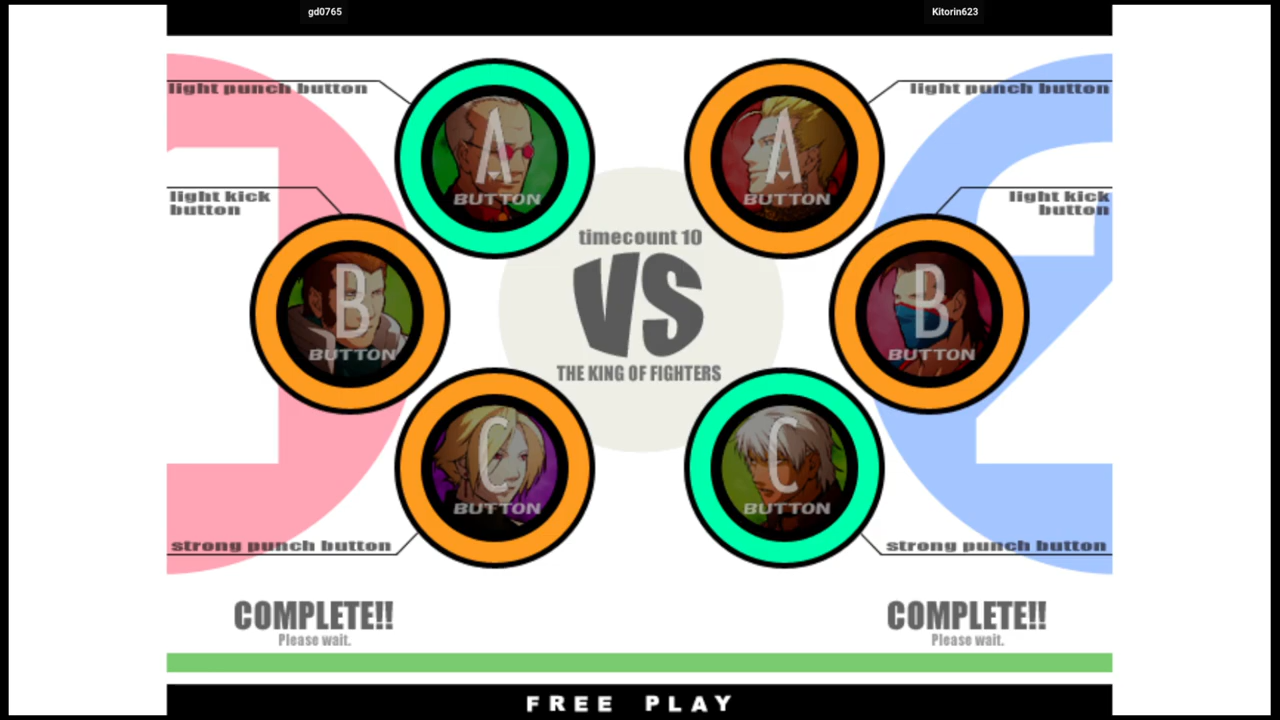 gd0765
Kitorin623
light punch button
light punch button
A
BUTTON
A
BUTTON
light kick
button
light kick
button
timecount 10
VS
THE KING OF FIGHTERS
B
BUTTON
B
BUTTON
C
BUTTON
C
BUTTON
strong punch button
strong punch button
COMPLETE!!
Please wait.
COMPLETE!!
Please wait.
FREE PLAY